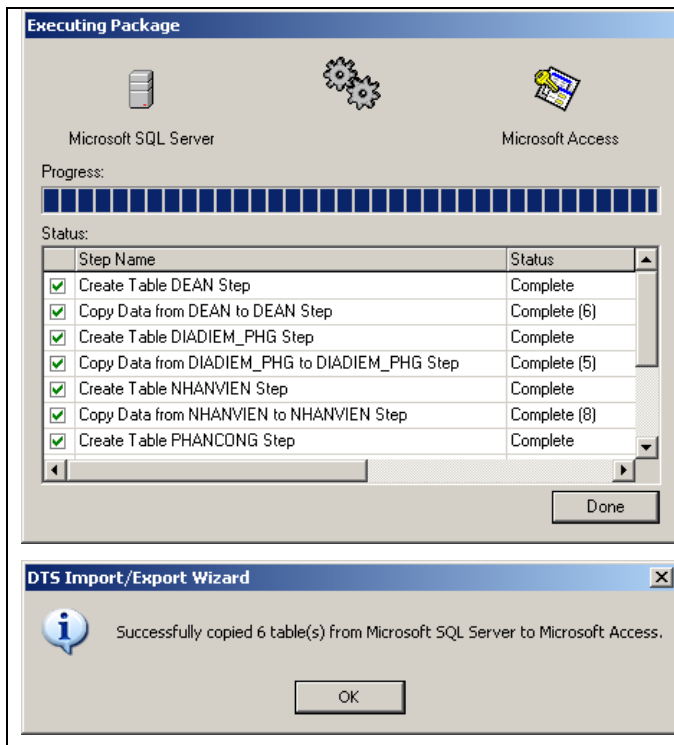 Executing Package
Microsoft SQL Server Microsoft Access
Progress:
Status:
Step Name Status
Create Table DEAN Step Complete
Copy Data from DEAN to DEAN Step Complete (6)
Create Table DIADIEM_PHG Step Complete
Copy Data from DIADIEM_PHG to DIADIEM_PHG Step Complete (5)
Create Table NHANVIEN Step Complete
Copy Data from NHANVIEN to NHANVIEN Step Complete (8)
Create Table PHANCONG Step Complete
Done
DTS Import/Export Wizard
Successfully copied 6 table(s) from Microsoft SQL Server to Microsoft Access.
OK